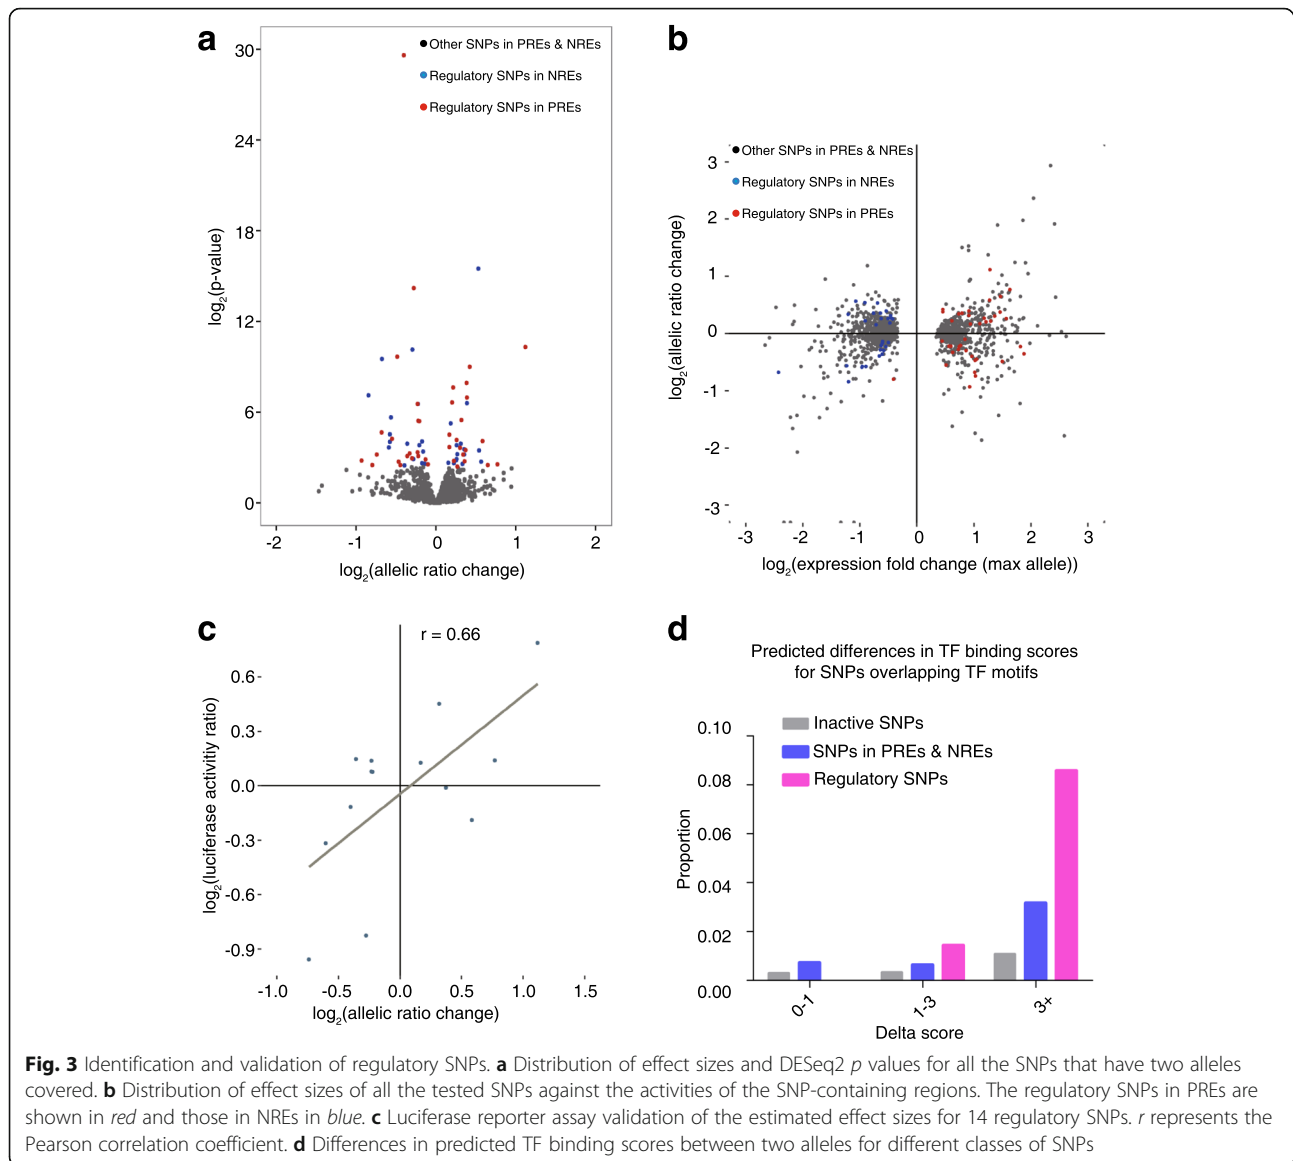 a
Other SNPs in PREs & NREs
Regulatory SNPs in NREs
Regulatory SNPs in PREs
30
24
18
12
6
0
log2(p-value)
-2 -1 0 1 2
log2(allelic ratio change)
b
Other SNPs in PREs & NREs
Regulatory SNPs in NREs
Regulatory SNPs in PREs
3
2
1
0
-1
-2
-3
log2(allelic ratio change)
-3 -2 -1 0 1 2 3
log2(expression fold change (max allele))
c
r = 0.66
0.6
0.3
0.0
-0.3
-0.6
-0.9
log2(luciferase activitiy ratio)
-1.0 -0.5 0.0 0.5 1.0 1.5
log2(allelic ratio change)
d
Predicted differences in TF binding scores
for SNPs overlapping TF motifs
Inactive SNPs
SNPs in PREs & NREs
Regulatory SNPs
0.10
0.08
0.06
0.04
0.02
0.00
Proportion
0-1 1-3 3+
Delta score
Fig. 3 Identification and validation of regulatory SNPs. a Distribution of effect sizes and DESeq2 p values for all the SNPs that have two alleles
covered. b Distribution of effect sizes of all the tested SNPs against the activities of the SNP-containing regions. The regulatory SNPs in PREs are
shown in red and those in NREs in blue. c Luciferase reporter assay validation of the estimated effect sizes for 14 regulatory SNPs. r represents the
Pearson correlation coefficient. d Differences in predicted TF binding scores between two alleles for different classes of SNPs